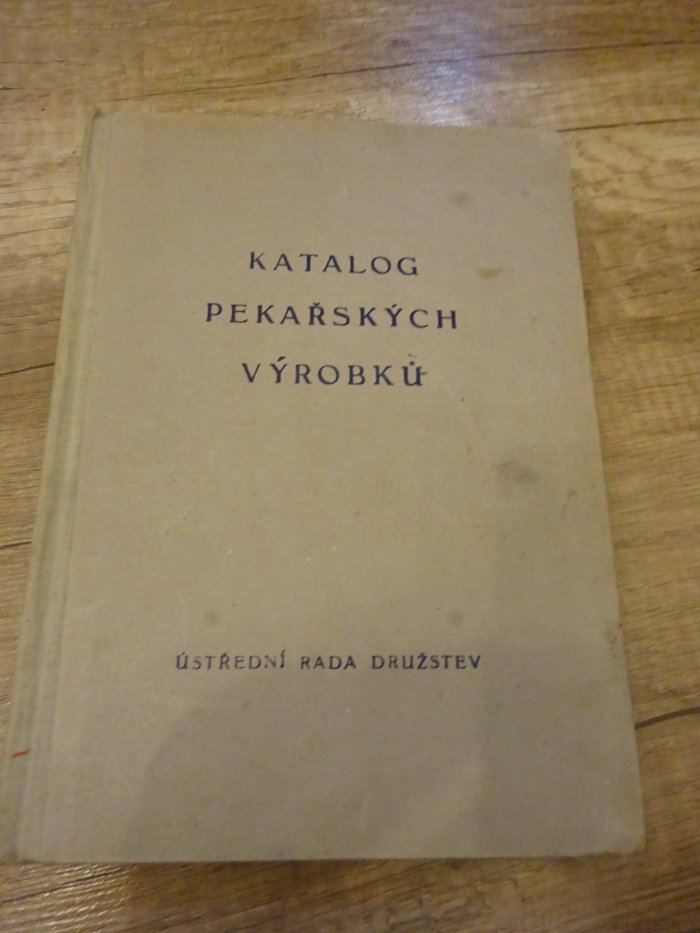 KATALOG
PEKAŘSKÝCH
VÝROBKŮ
ÚSTŘEDNÍ RADA DRUŽSTEV